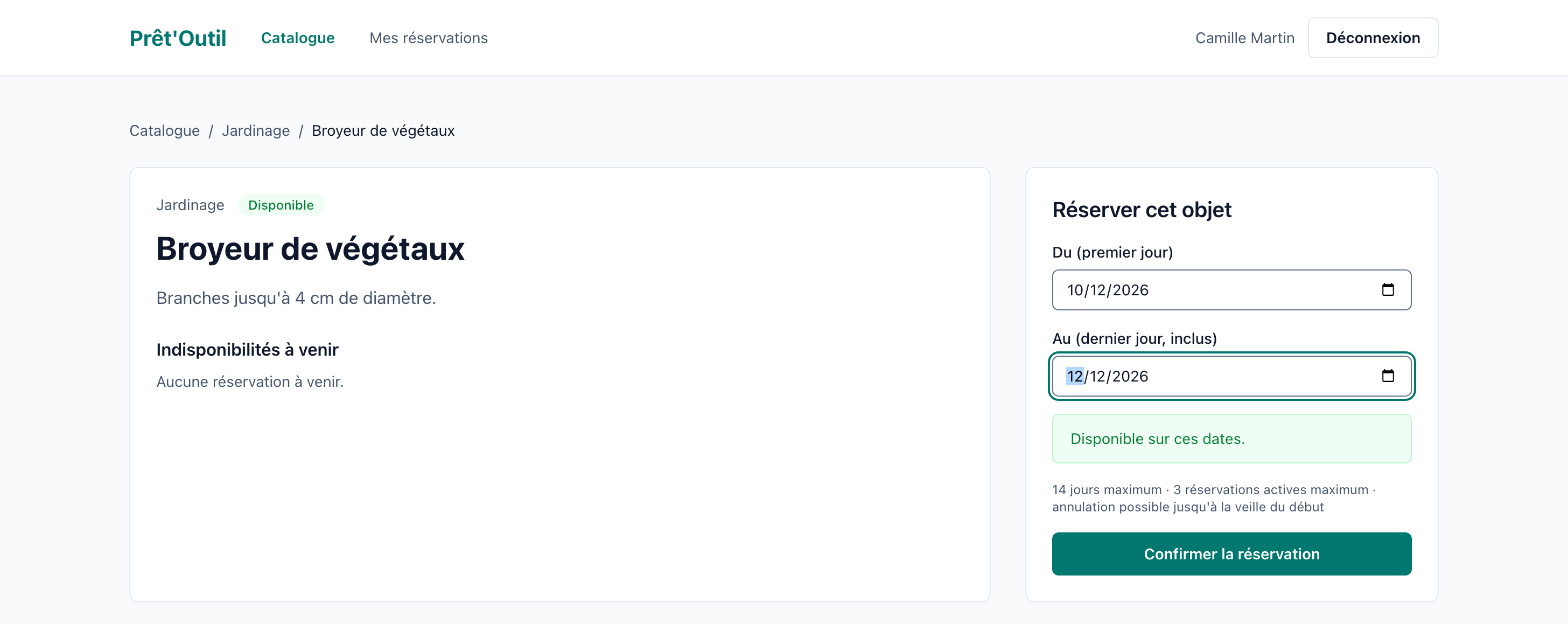 Prêt'Outil Catalogue Mes réservations Camille Martin Déconnexion
Catalogue / Jardinage / Broyeur de végétaux
Jardinage Disponible
Broyeur de végétaux
Branches jusqu'à 4 cm de diamètre.
Indisponibilités à venir
Aucune réservation à venir.
Réserver cet objet
Du (premier jour)
10/12/2026
Au (dernier jour, inclus)
12/12/2026
Disponible sur ces dates.
14 jours maximum · 3 réservations actives maximum ·
annulation possible jusqu'à la veille du début
Confirmer la réservation